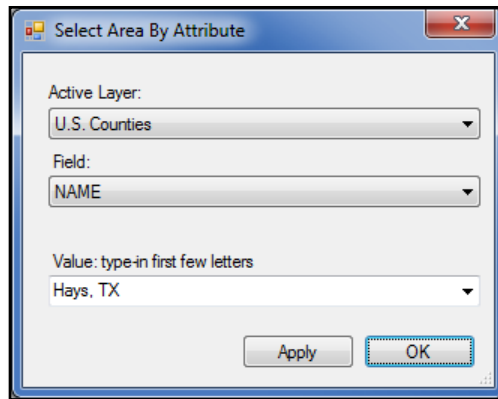 Select Area By Attribute
Active Layer:
U.S. Counties
Field:
NAME
Value: type-in first few letters
Hays, TX
Apply OK